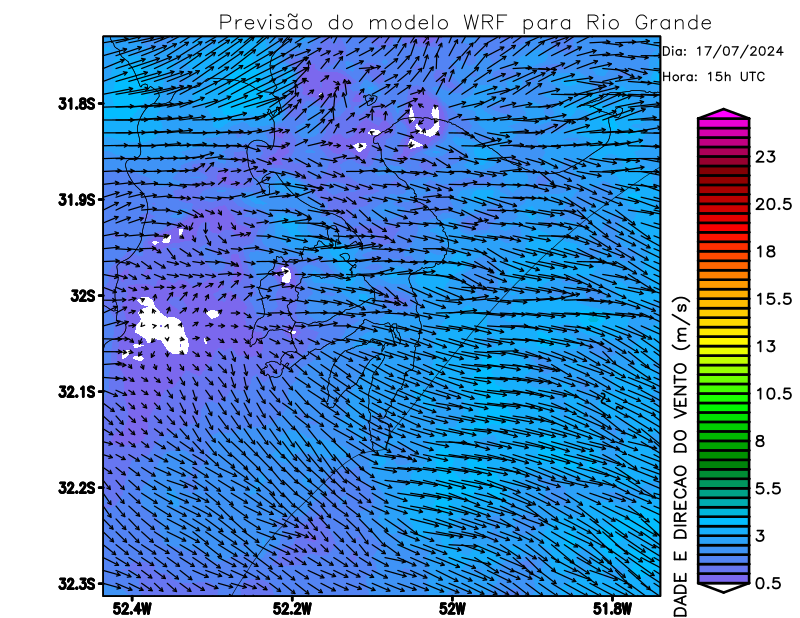 Previsão do modelo WRF para Rio Grande
Dia: 17/07/2024
Hora: 15h UTC
31.8S
31.9S
32S
32.1S
32.2S
32.3S
52.4W
52.2W
52W
51.8W
23
20.5
18
15.5
13
10.5
8
5.5
3
0.5
DADE E DIRECAO DO VENTO (m/s)